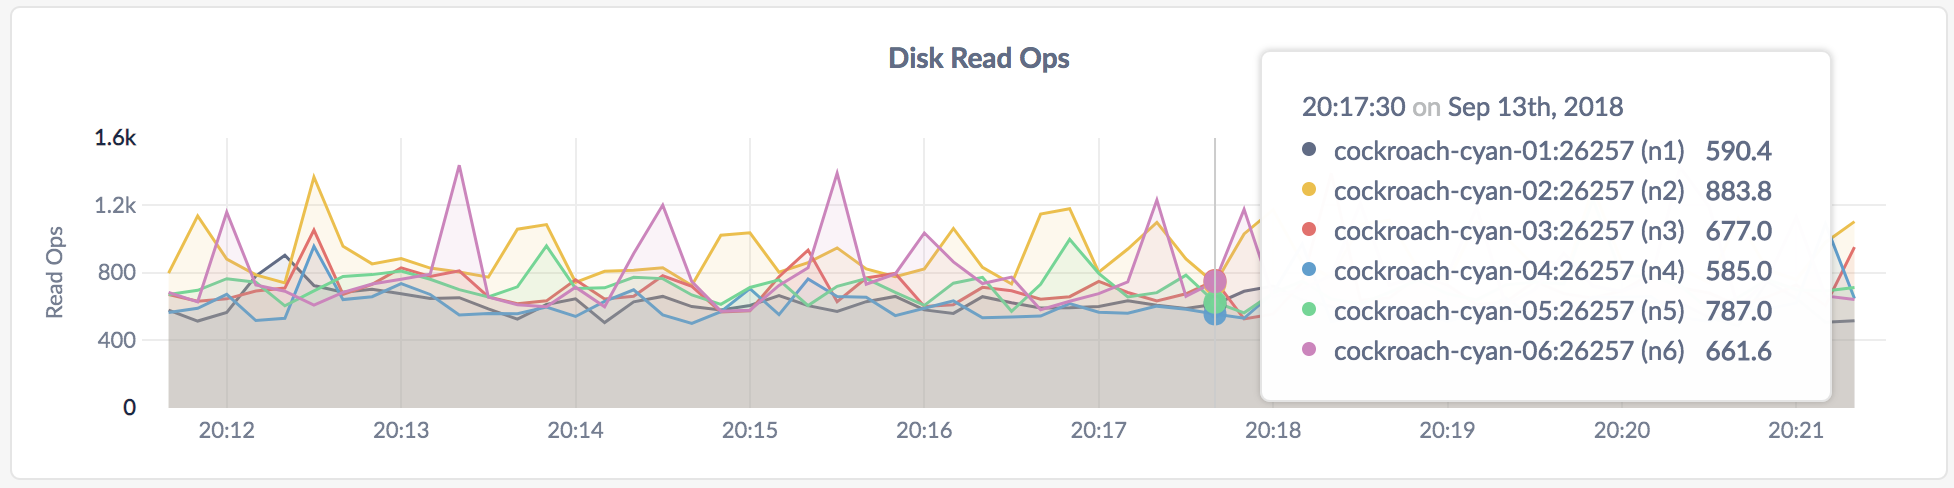 Disk Read Ops
20:17:30 on Sep 13th, 2018
cockroach-cyan-01:26257 (n1) 590.4
cockroach-cyan-02:26257 (n2) 883.8
cockroach-cyan-03:26257 (n3) 677.0
cockroach-cyan-04:26257 (n4) 585.0
cockroach-cyan-05:26257 (n5) 787.0
cockroach-cyan-06:26257 (n6) 661.6
Read Ops
1.6k
1.2k
800
400
0
20:12 20:13 20:14 20:15 20:16 20:17 20:18 20:19 20:20 20:21